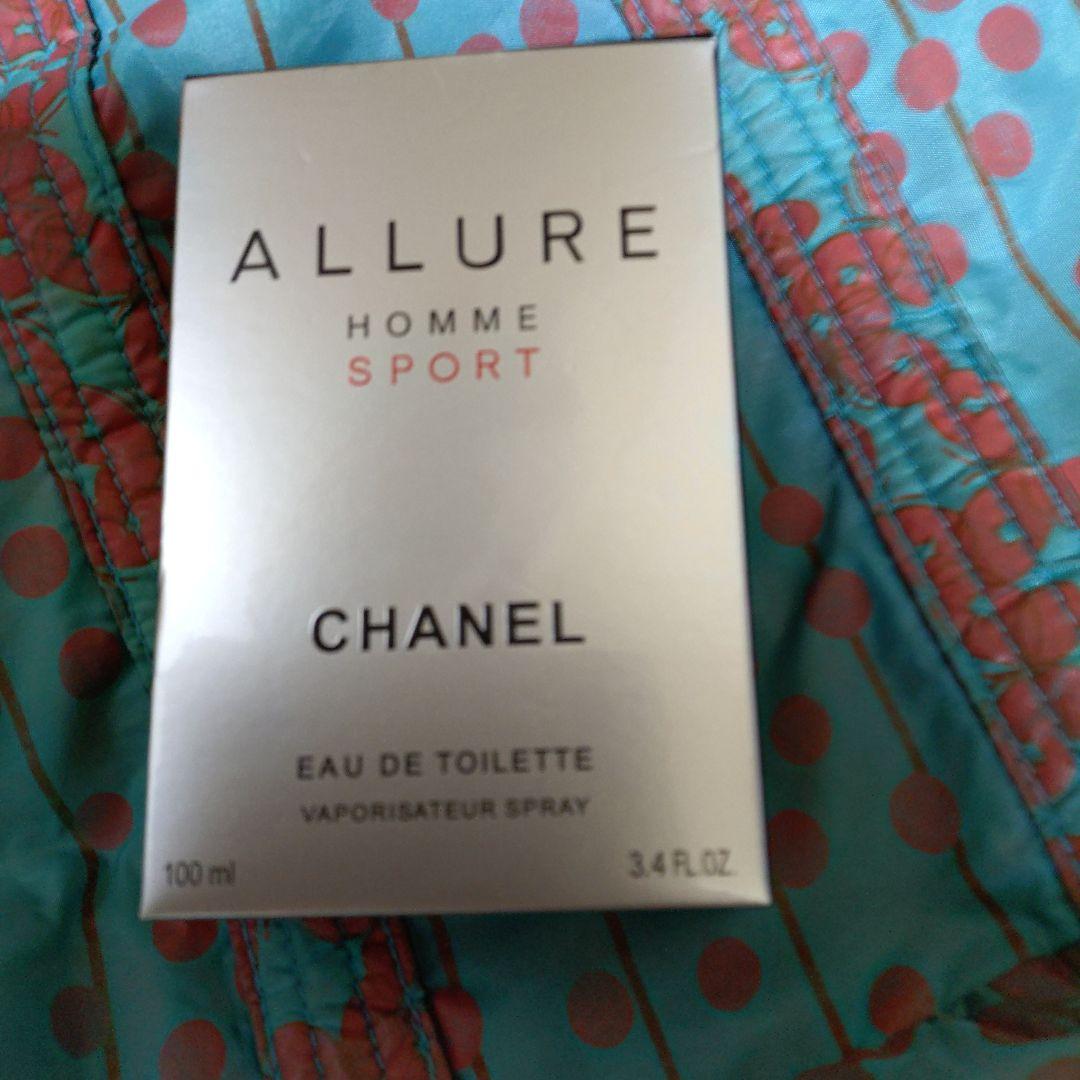 ALLURE
HOMME
SPORT
CHANEL
EAU DE TOILETTE
VAPORISATEUR SPRAY
100 ml 3.4 FL.OZ.